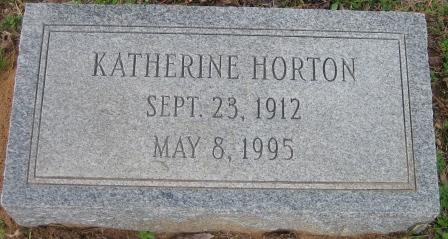 KATHERINE HORTON
SEPT. 23, 1912
MAY 8, 1995